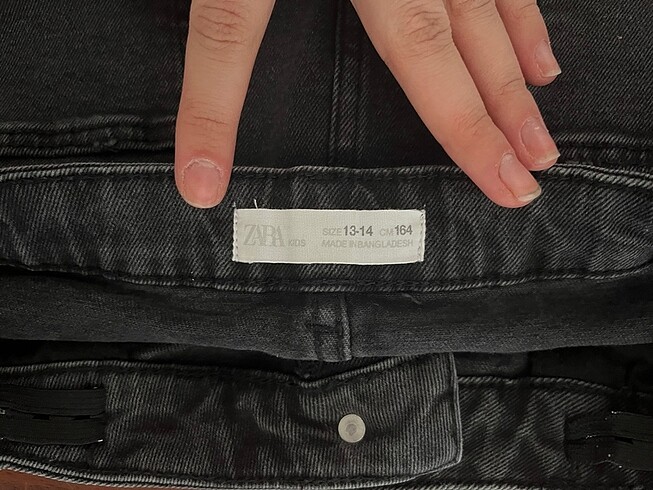 ZARA KIDS SIZE 13-14 CM 164
MADE IN BANGLADESH